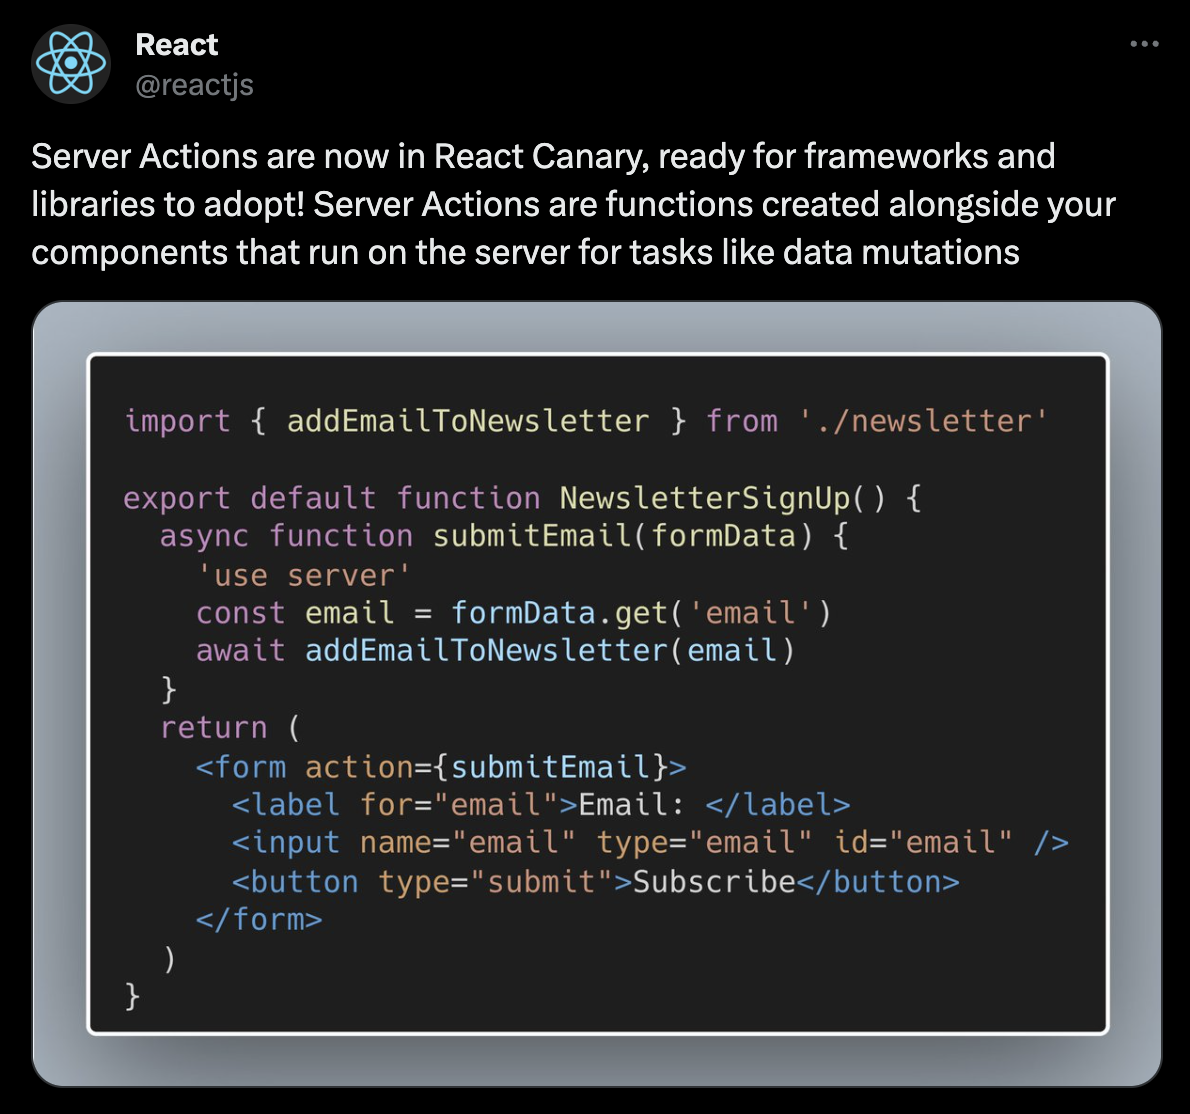 React
@reactjs
Server Actions are now in React Canary, ready for frameworks and
libraries to adopt! Server Actions are functions created alongside your
components that run on the server for tasks like data mutations
import { addEmailToNewsletter } from './newsletter'
export default function NewsletterSignUp() {
  async function submitEmail(formData) {
    'use server'
    const email = formData.get('email')
    await addEmailToNewsletter(email)
  }
  return (
    <form action={submitEmail}>
      <label for="email">Email: </label>
      <input name="email" type="email" id="email" />
      <button type="submit">Subscribe</button>
    </form>
  )
}